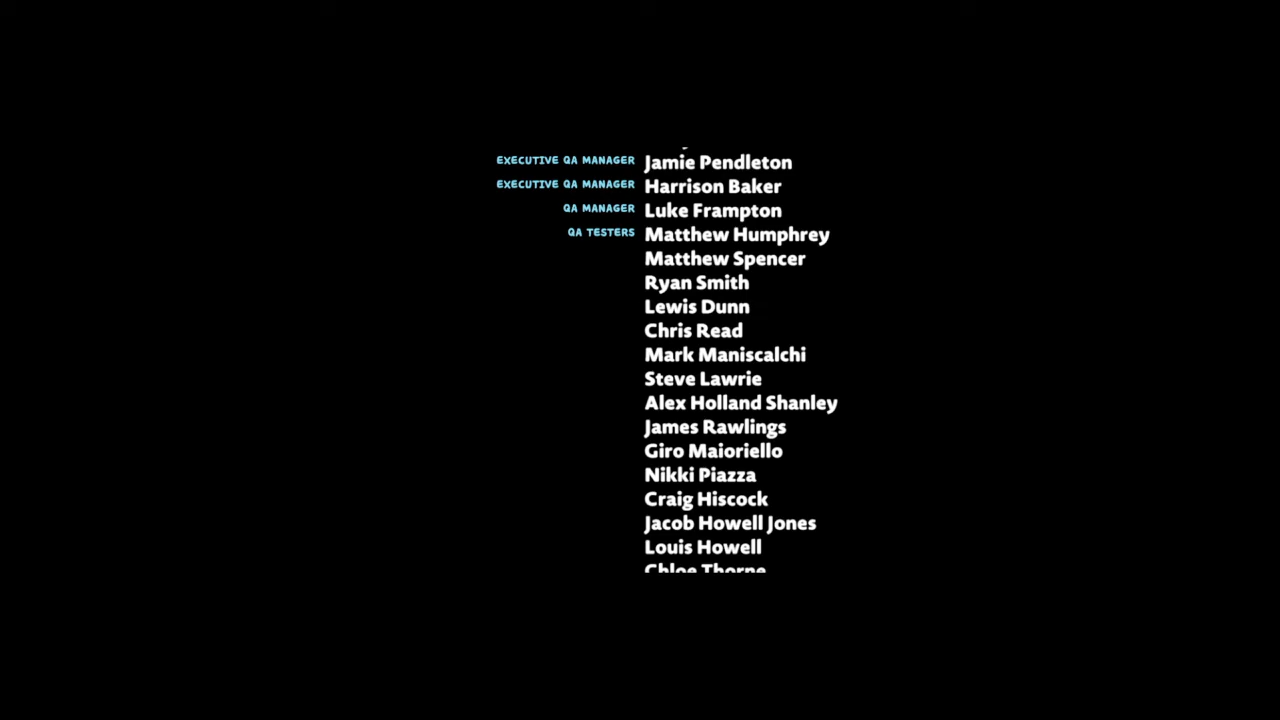 EXECUTIVE QA MANAGER Jamie Pendleton
EXECUTIVE QA MANAGER Harrison Baker
QA MANAGER Luke Frampton
QA TESTERS Matthew Humphrey
Matthew Spencer
Ryan Smith
Lewis Dunn
Chris Read
Mark Maniscalchi
Steve Lawrie
Alex Holland Shanley
James Rawlings
Giro Maioriello
Nikki Piazza
Craig Hiscock
Jacob Howell Jones
Louis Howell
Chloe Thorne